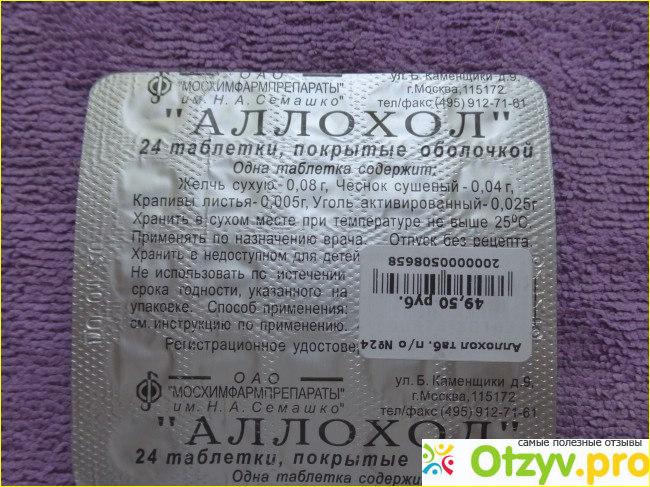 ОАО
"МОСХИМФАРМПРЕПАРАТЫ"
им. Н.А. Семашко"
ул. Б. Каменщики д.9,
г.Москва,115172
тел/факс (495) 912-71-61
"АЛЛОХОЛ"
24 таблетки, покрытые оболочкой
Одна таблетка содержит:
Желчь сухую-0,08 г, Чеснок сушеный-0,04 г,
Крапивы листья-0,005г, Уголь активированный-0,025г
Хранить в сухом месте при температуре не выше 25°С
Применять по назначению врача. Отпуск без рецепта
Хранить в недоступном для детей
Не использовать по истечении
срока годности, указанного на
упаковке. Способ применения:
см.инструкцию по применению.
Регистрационное удостове
Аллохол таб. п/о №24
49,50 руб.
2000000508658
ОАО
"МОСХИМФАРМПРЕПАРАТЫ"
им. Н.А. Семашко"
ул. Б. Каменщики д.9,
г.Москва,115172
тел/факс (495) 912-71-61
"АЛЛОХОЛ"
24 таблетки, покрытые
Одна таблетка содержит
самые полезные отзывы
Otzyv.pro